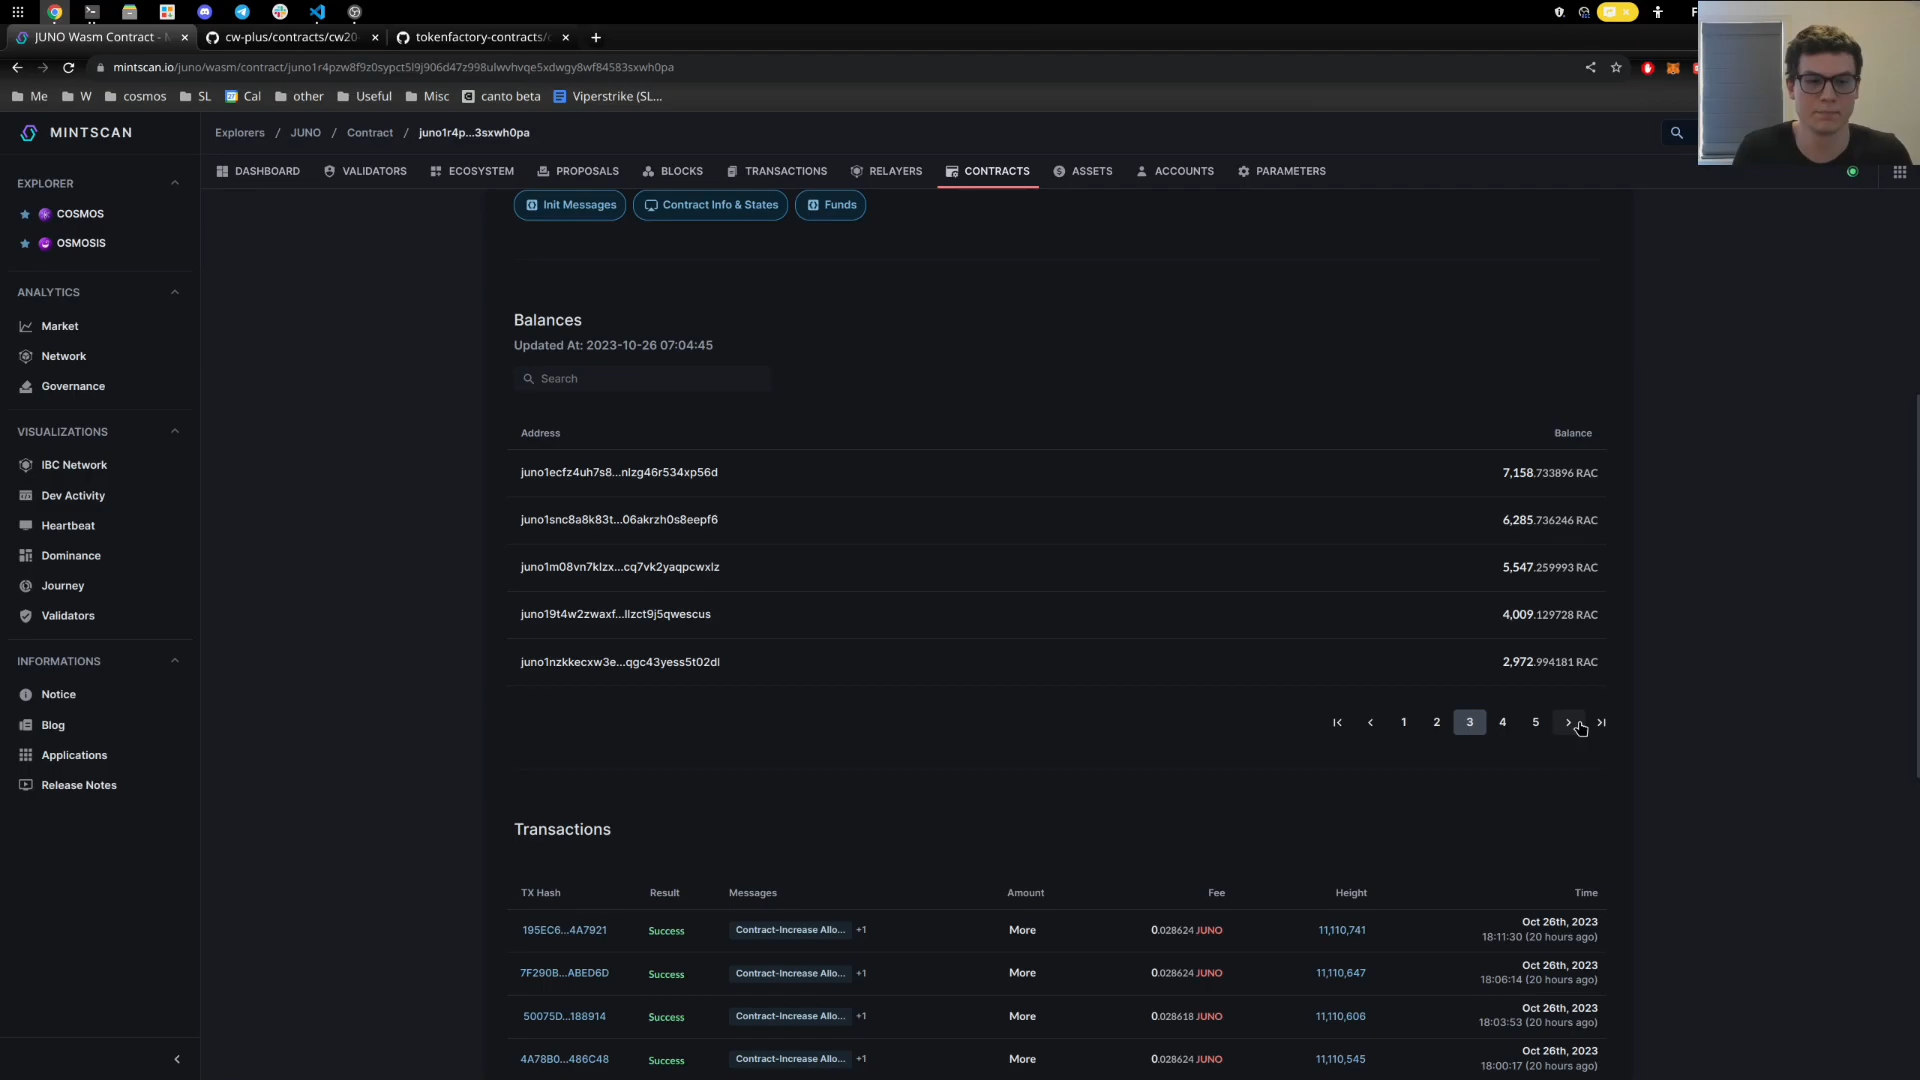 JUNO Wasm Contract -
cw-plus/contracts/cw20
tokenfactory-contracts/
mintscan.io/juno/wasm/contract/juno1r4pzw8f9z0sypct5l9j906d47z998ulwvhvqe5xdwgy8wf84583sxwh0pa
Me W cosmos SL Cal other Useful Misc canto beta Viperstrike (SL...
MINTSCAN
Explorers / JUNO / Contract / juno1r4p...3sxwh0pa
DASHBOARD VALIDATORS ECOSYSTEM PROPOSALS BLOCKS TRANSACTIONS RELAYERS CONTRACTS ASSETS ACCOUNTS PARAMETERS
EXPLORER
COSMOS
OSMOSIS
ANALYTICS
Market
Network
Governance
VISUALIZATIONS
IBC Network
Dev Activity
Heartbeat
Dominance
Journey
Validators
INFORMATIONS
Notice
Blog
Applications
Release Notes
Init Messages Contract Info & States Funds
Balances
Updated At: 2023-10-26 07:04:45
Search
Address Balance
juno1ecfz4uh7s8...nlzg46r534xp56d 7,158.733896 RAC
juno1snc8a8k83t...06akrzh0s8eepf6 6,285.736246 RAC
juno1m08vn7klzx...cq7vk2yaqpcwxlz 5,547.259993 RAC
juno19t4w2zwaxf...llzct9j5qwescus 4,009.129728 RAC
juno1nzkkecxw3e...qgc43yess5t02dl 2,972.994181 RAC
1 2 3 4 5
Transactions
TX Hash Result Messages Amount Fee Height Time
195EC6...4A7921 Success Contract-Increase Allo... +1 More 0.028624 JUNO 11,110,741 Oct 26th, 2023
18:11:30 (20 hours ago)
7F290B...ABED6D Success Contract-Increase Allo... +1 More 0.028624 JUNO 11,110,647 Oct 26th, 2023
18:06:14 (20 hours ago)
50075D...188914 Success Contract-Increase Allo... +1 More 0.028618 JUNO 11,110,606 Oct 26th, 2023
18:03:53 (20 hours ago)
4A78B0...486C48 Success Contract-Increase Allo... +1 More 0.028624 JUNO 11,110,545 Oct 26th, 2023
18:00:17 (20 hours ago)